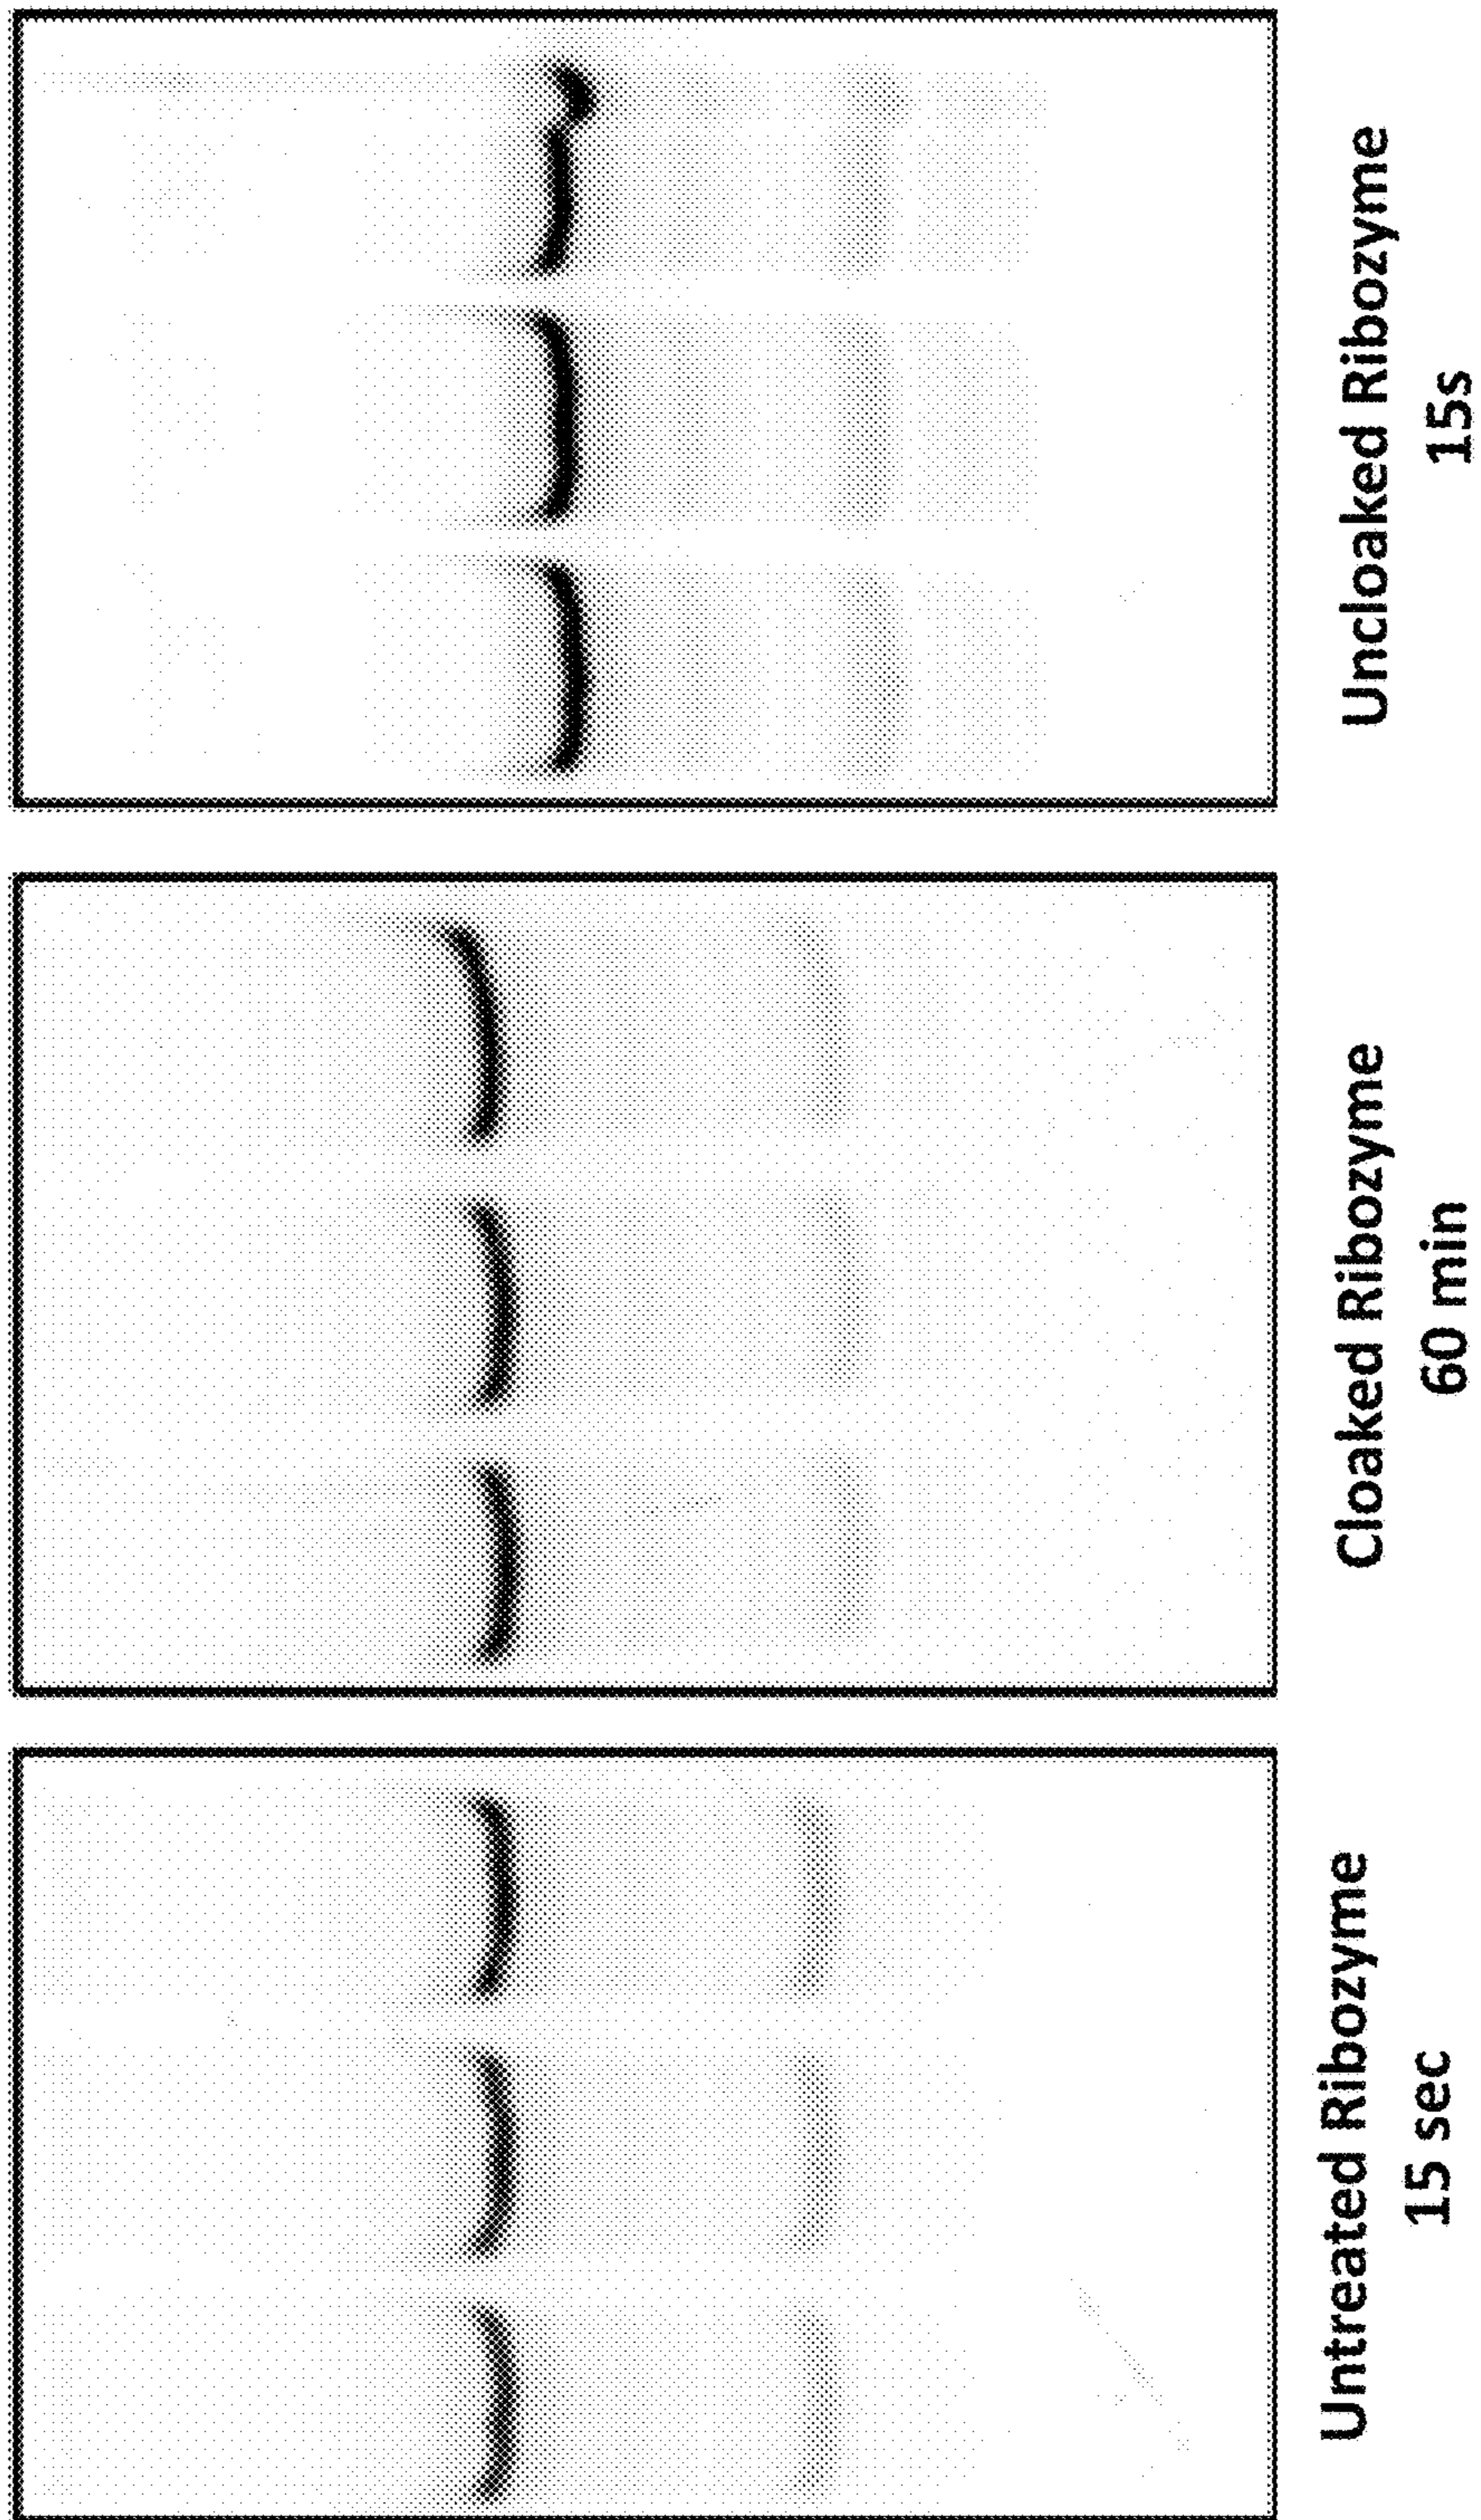 Untreated Ribozyme
15 sec
Cloaked Ribozyme
60 min
Uncloaked Ribozyme
15s